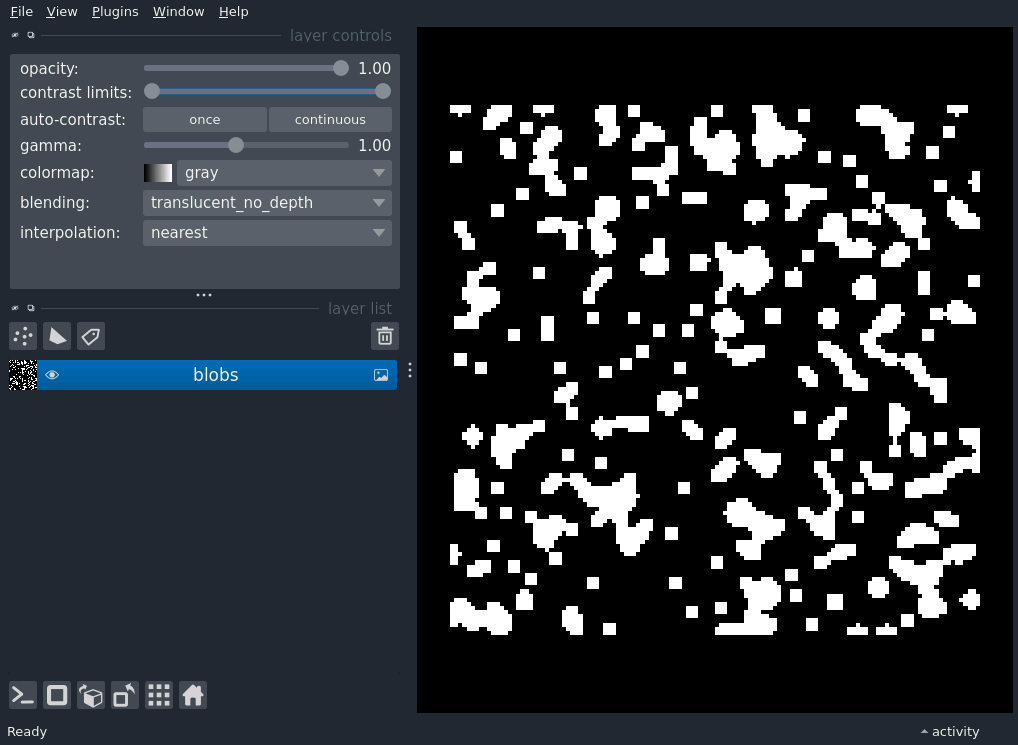 File View Plugins Window Help
layer controls
opacity: 1.00
contrast limits:
auto-contrast: once continuous
gamma: 1.00
colormap: gray
blending: translucent_no_depth
interpolation: nearest
layer list
blobs
Ready
activity